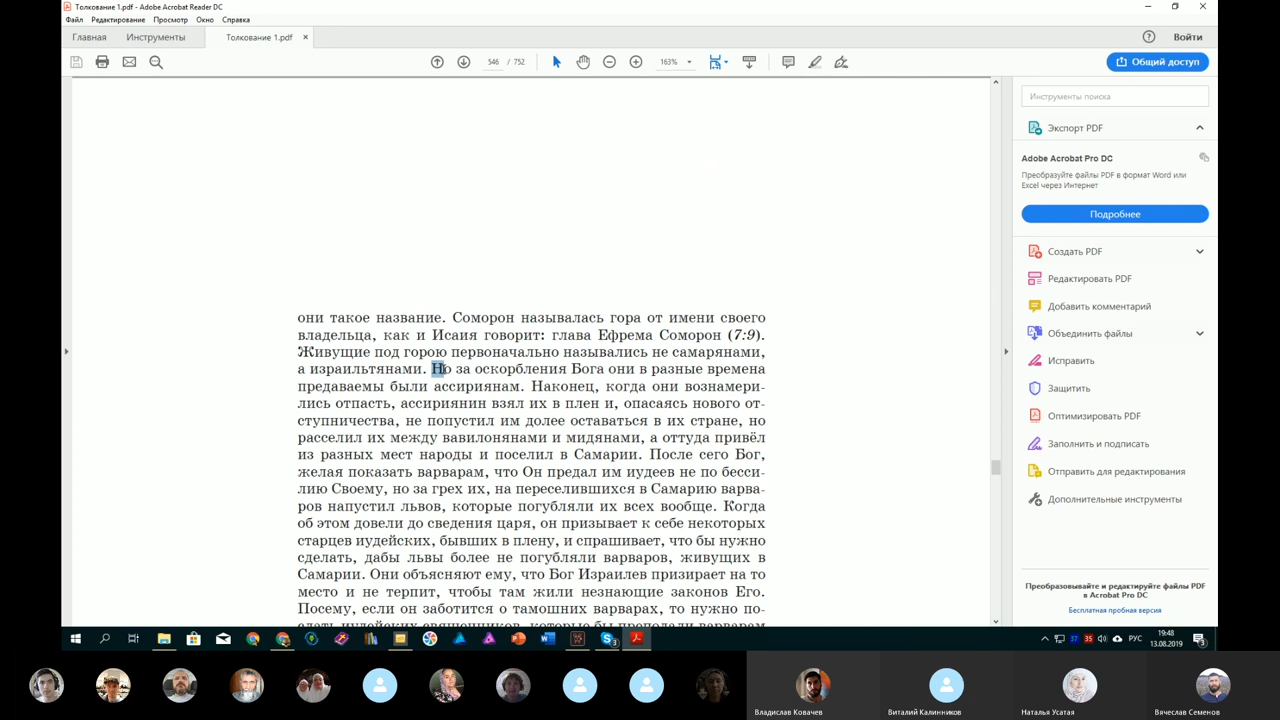 Толкование 1.pdf - Adobe Acrobat Reader DC
Файл Редактирование Просмотр Окно Справка
Главная Инструменты Толкование 1.pdf × Войти
546 / 752 163% Общий доступ
Инструменты поиска
Экспорт PDF
Adobe Acrobat Pro DC
Преобразуйте файлы PDF в формат Word или
Excel через Интернет
Подробнее
Создать PDF
Редактировать PDF
Добавить комментарий
Объединить файлы
Исправить
Защитить
Оптимизировать PDF
Заполнить и подписать
Отправить для редактирования
Дополнительные инструменты
Преобразовывайте и редактируйте файлы PDF
в Acrobat Pro DC
Бесплатная пробная версия
они такое название. Соморон называлась гора от имени своего
владельца, как и Исаия говорит: глава Ефрема Соморон (7:9).
Живущие под горою первоначально назывались не самарянами,
а израильтянами. Но за оскорбления Бога они в разные времена
предаваемы были ассириянам. Наконец, когда они вознамери-
лись отпасть, ассириянин взял их в плен и, опасаясь нового от-
ступничества, не попустил им долее оставаться в их стране, но
расселил их между вавилонянами и мидянами, а оттуда привёл
из разных мест народы и поселил в Самарии. После сего Бог,
желая показать варварам, что Он предал им иудеев не по бесси-
лию Своему, но за грех их, на переселившихся в Самарию варва-
ров напустил львов, которые погубляли их всех вообще. Когда
об этом довели до сведения царя, он призывает к себе некоторых
старцев иудейских, бывших в плену, и спрашивает, что бы нужно
сделать, дабы львы более не погубляли варваров, живущих в
Самарии. Они объясняют ему, что Бог Израилев призирает на то
место и не терпит, чтобы там жили незнающие законов Его.
Посему, если он заботится о тамошних варварах, то нужно по-
слать иудейских священников, которые бы преподали варварам
37 35 РУС 19:48
13.08.2019
Владислав Ковачев Виталий Калинников Наталья Усатая Вячеслав Семенов